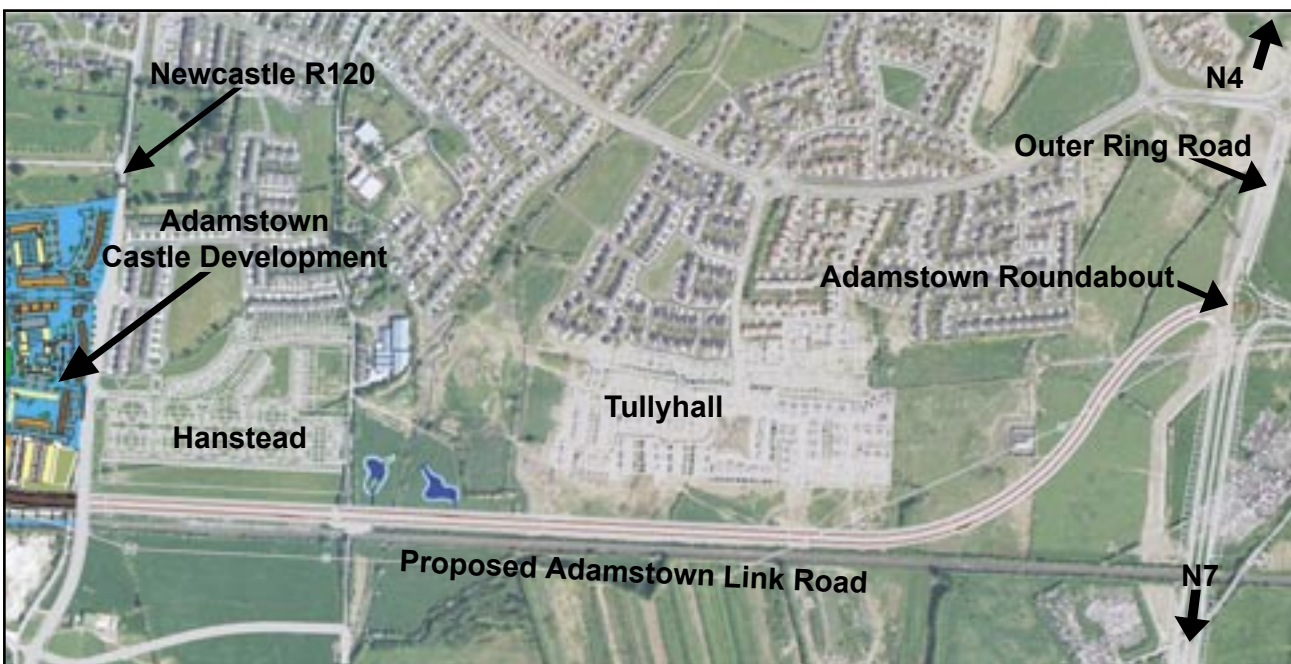 N4
Newcastle R120
Outer Ring Road
Adamstown
Castle Development
Adamstown Roundabout
Tullyhall
Hanstead
Proposed Adamstown Link Road
N7